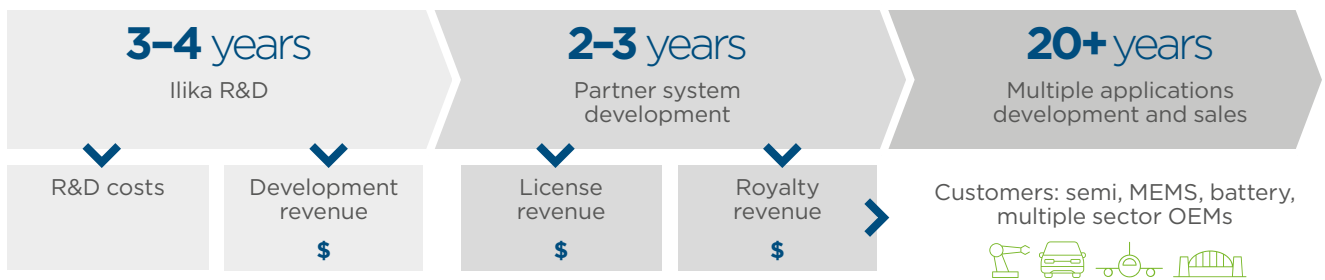 3–4 years
Ilika R&D
2–3 years
Partner system
development
20+ years
Multiple applications
development and sales
R&D costs
Development
revenue
$
License
revenue
$
Royalty
revenue
$
Customers: semi, MEMS, battery,
multiple sector OEMs